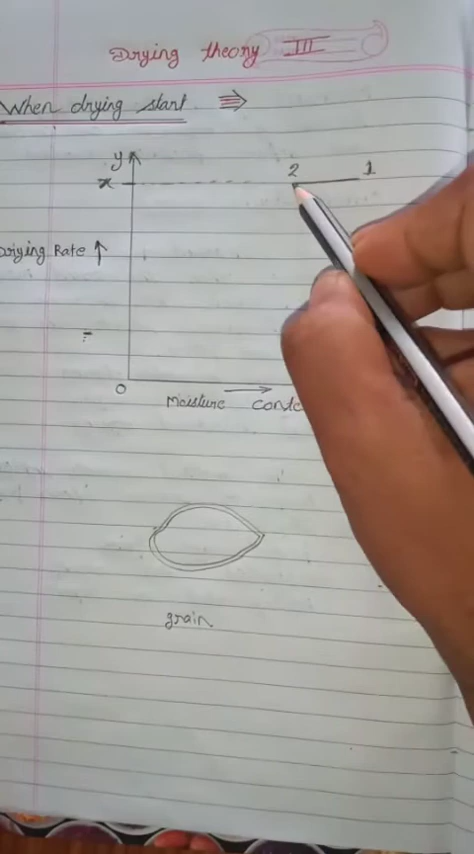 Drying theory III
When drying start
y
x
2 1
Drying Rate
0
Moisture
grain